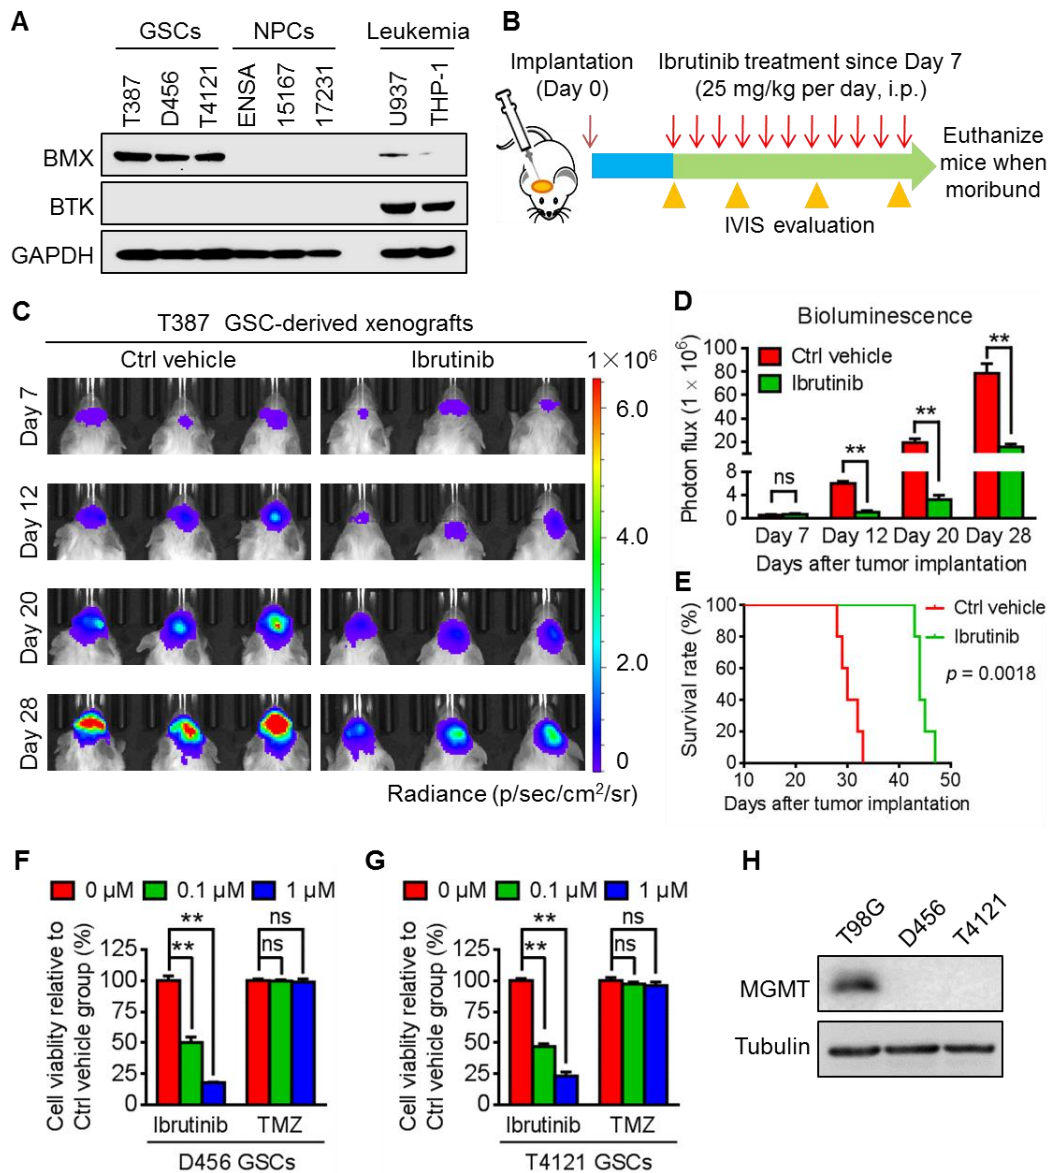 A
GSCs NPCs Leukemia
T387 D456 T4121 ENSA 15167 17231 U937 THP-1
BMX
BTK
GAPDH
B
Implantation
(Day 0)
Ibrutinib treatment since Day 7
(25 mg/kg per day, i.p.)
Euthanize
mice when
moribund
IVIS evaluation
C
T387 GSC-derived xenografts
Ctrl vehicle Ibrutinib
1 × 10⁶
Day 7
Day 12
Day 20
Day 28
6.0
4.0
2.0
0
Radiance (p/sec/cm²/sr)
D
Bioluminescence
Photon flux (1 × 10⁶)
100
80
60
40
20
8
4
0
Ctrl vehicle
Ibrutinib
ns ** ** **
Day 7 Day 12 Day 20 Day 28
Days after tumor implantation
E
Survival rate (%)
100
80
60
40
20
0
Ctrl vehicle
Ibrutinib
p = 0.0018
10 20 30 40 50
Days after tumor implantation
F
0 μM 0.1 μM 1 μM
Cell viablity relative to
Ctrl vehicle group (%)
125
100
75
50
25
0
** ns
** ns
Ibrutinib TMZ
D456 GSCs
G
0 μM 0.1 μM 1 μM
Cell viablity relative to
Ctrl vehicle group (%)
125
100
75
50
25
0
** ns
** ns
Ibrutinib TMZ
T4121 GSCs
H
T98G D456 T4121
MGMT
Tubulin